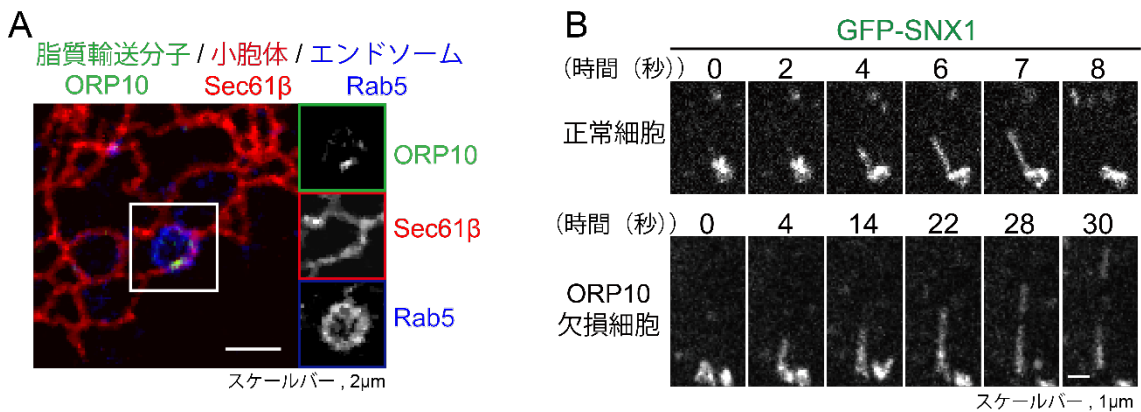 A
脂質輸送分子 / 小胞体 / エンドソーム
ORP10 Sec61β Rab5
ORP10
Sec61β
Rab5
スケールバー , 2μm
B
GFP-SNX1
(時間(秒)) 0 2 4 6 7 8
正常細胞
(時間(秒)) 0 4 14 22 28 30
ORP10
欠損細胞
スケールバー , 1μm